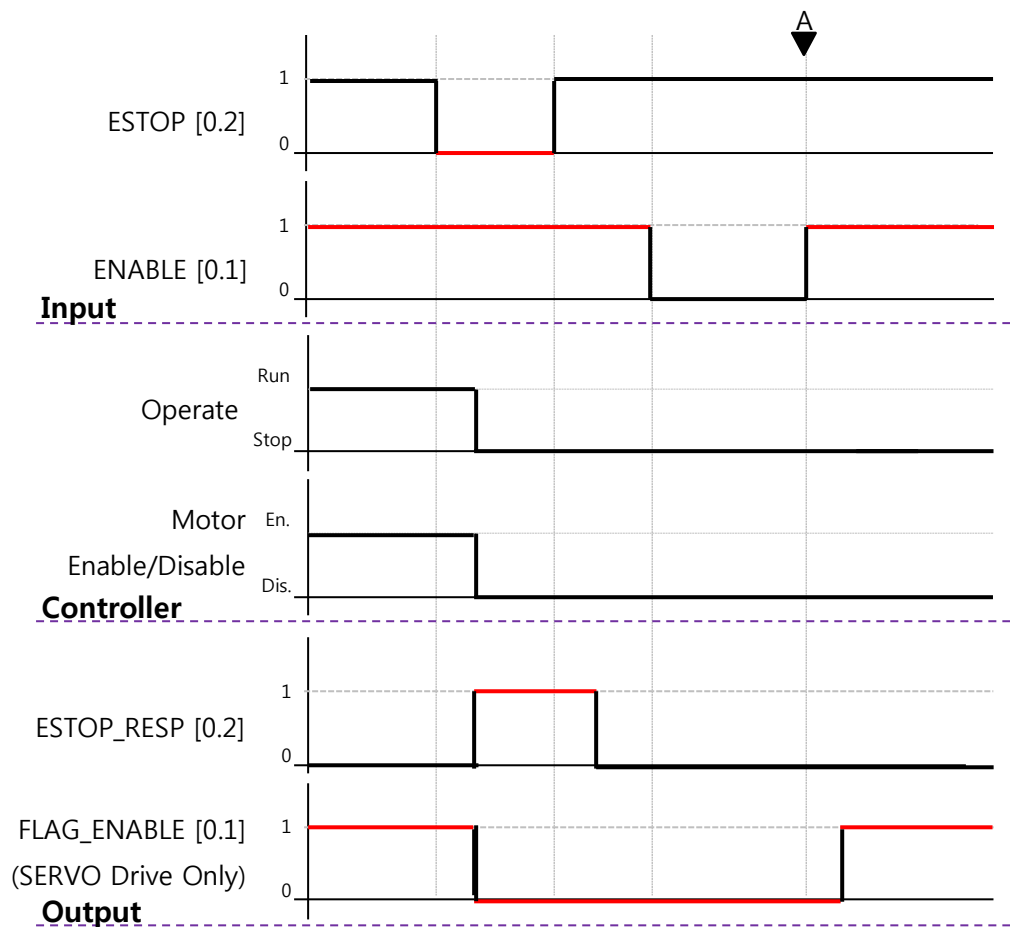 A
1
ESTOP [0.2]
0
1
ENABLE [0.1]
0
Input
Run
Operate
Stop
Motor En.
Enable/Disable
Dis.
Controller
1
ESTOP_RESP [0.2]
0
FLAG_ENABLE [0.1] 1
(SERVO Drive Only)
0
Output